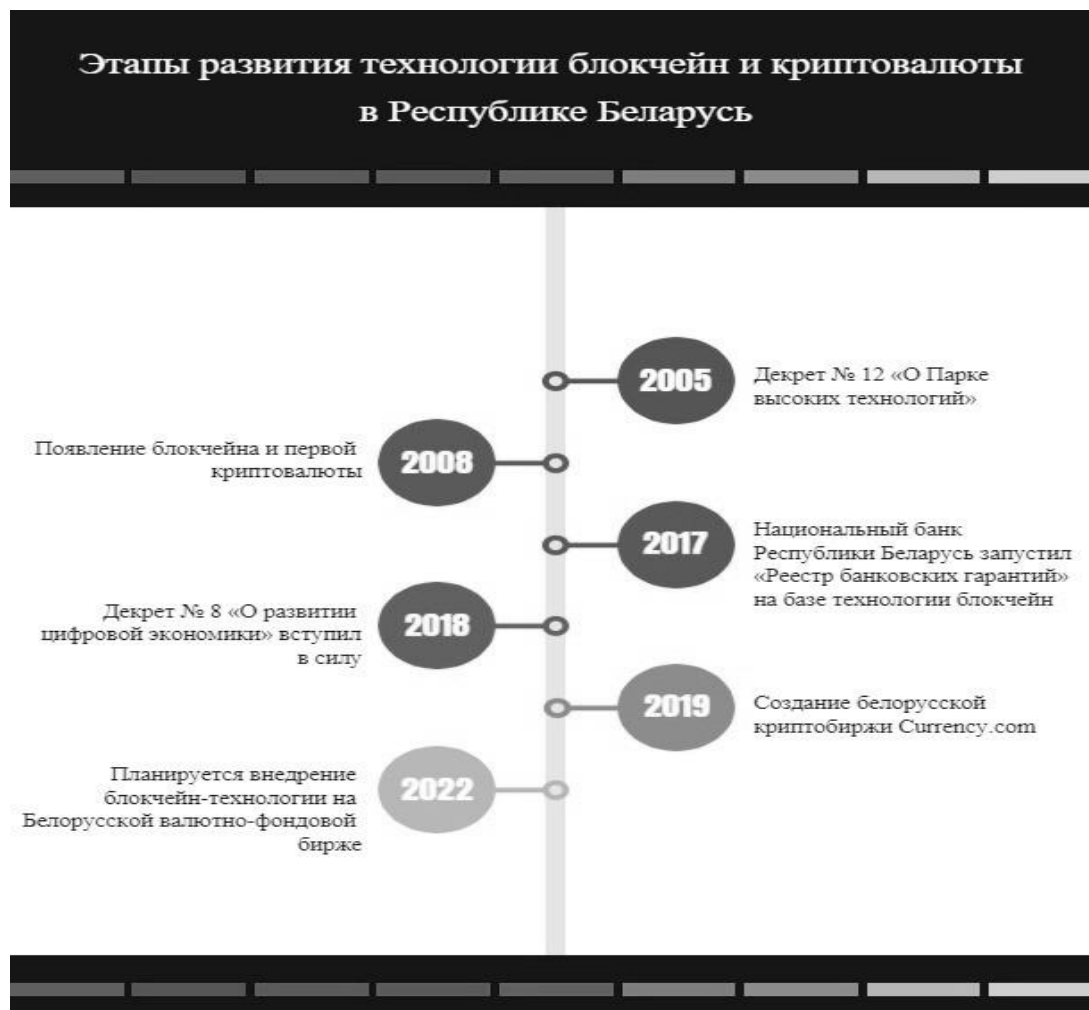 Этапы развития технологии блокчейн и криптовалюты
в Республике Беларусь
2005
Декрет № 12 «О Парке
высоких технологий»
Появление блокчейна и первой
криптовалюты
2008
2017
Национальный банк
Республики Беларусь запустил
«Реестр банковских гарантий»
на базе технологии блокчейн
Декрет № 8 «О развитии
цифровой экономики» вступил
в силу
2018
2019
Создание белорусской
криптобиржи Currency.com
Планируется внедрение
блокчейн-технологии на
Белорусской валютно-фондовой
бирже
2022